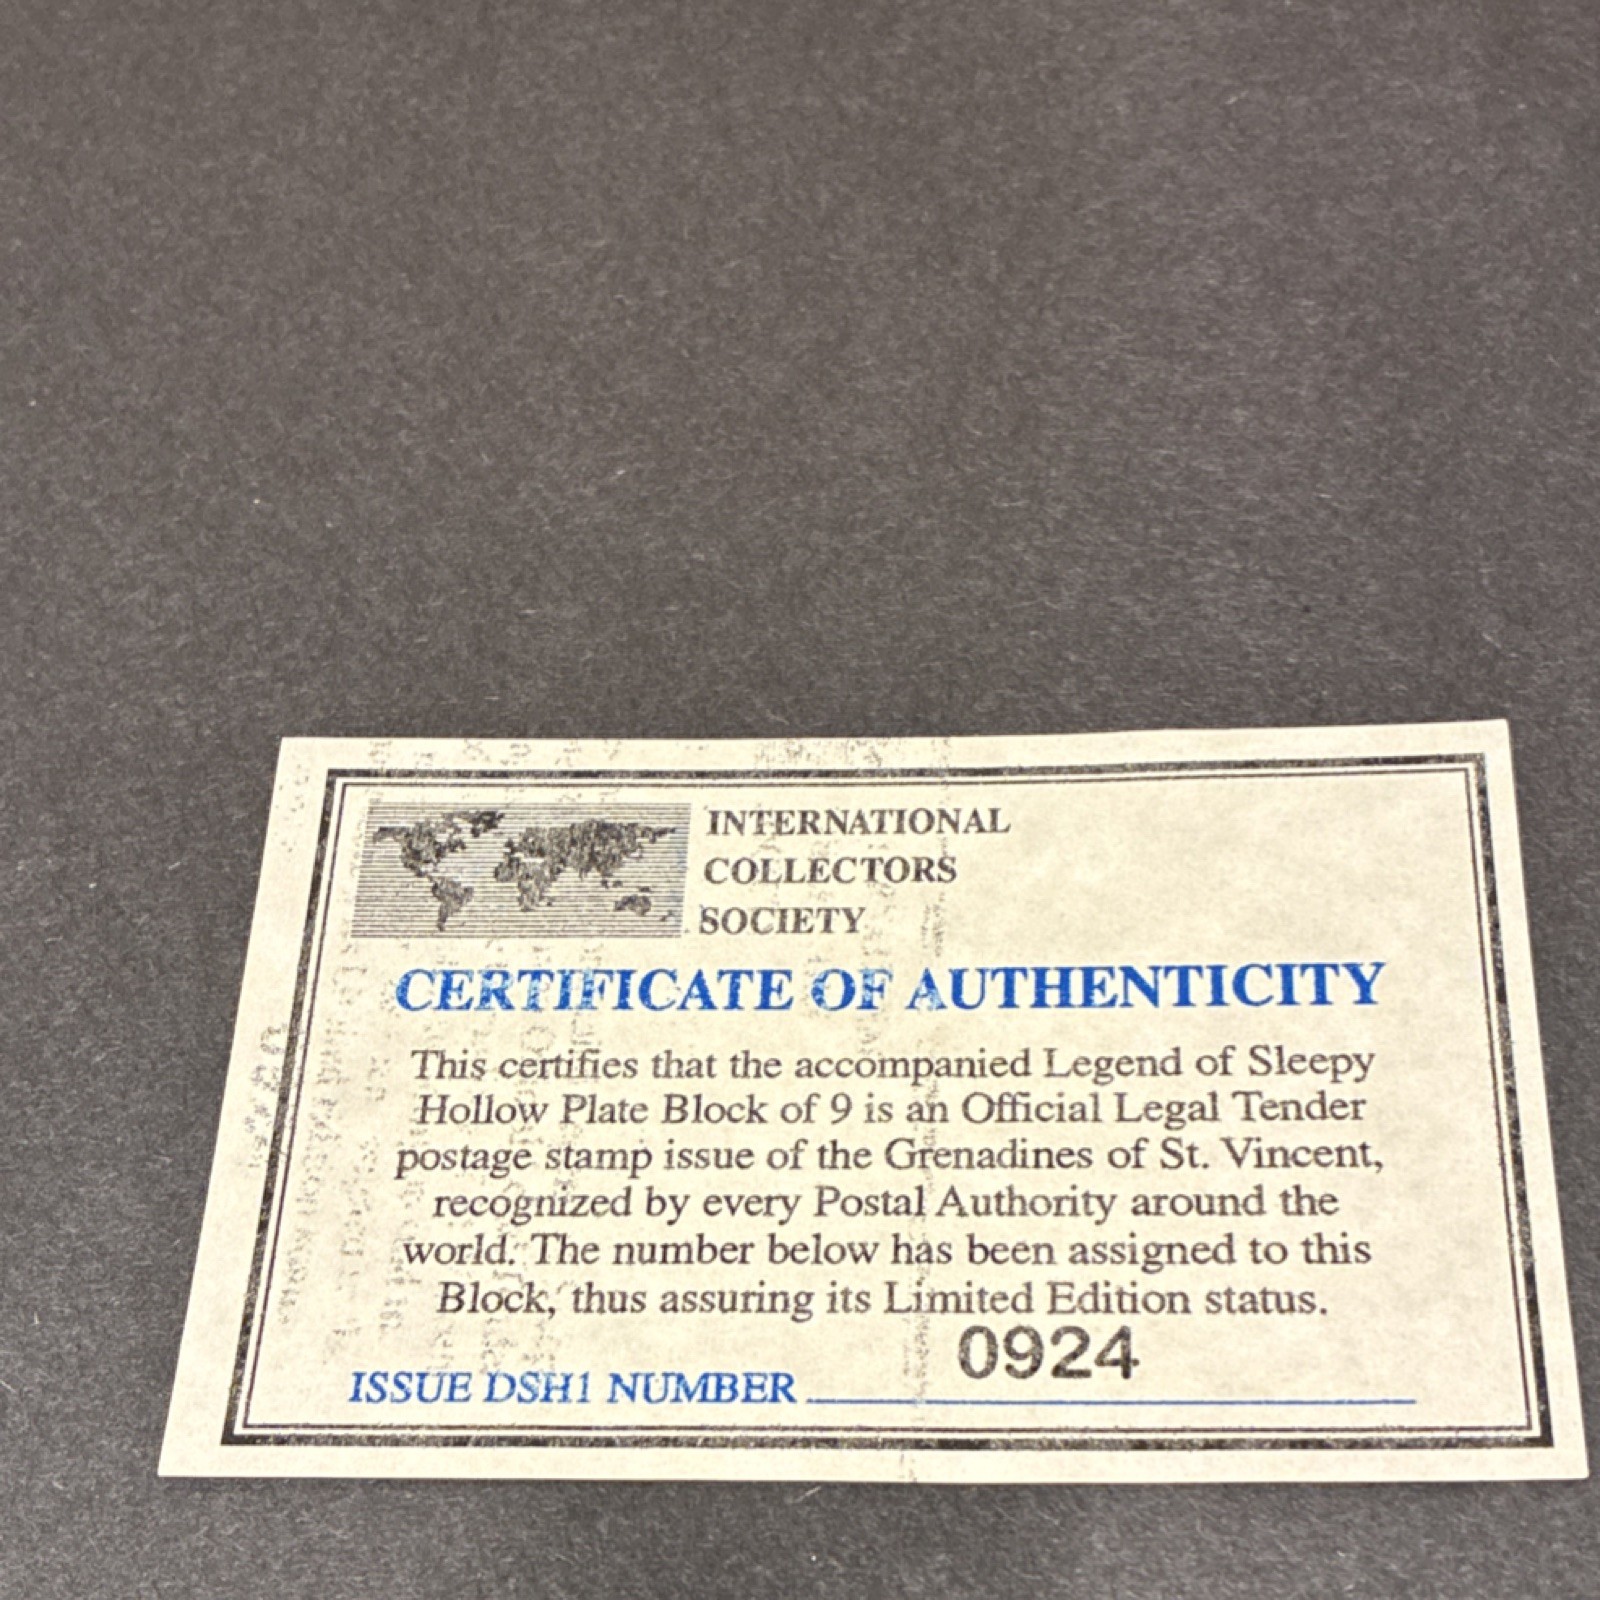 INTERNATIONAL
COLLECTORS
SOCIETY
CERTIFICATE OF AUTHENTICITY
This certifies that the accompanied Legend of Sleepy
Hollow Plate Block of 9 is an Official Legal Tender
postage stamp issue of the Grenadines of St. Vincent,
recognized by every Postal Authority around the
world. The number below has been assigned to this
Block, thus assuring its Limited Edition status.
0924
ISSUE DSH1 NUMBER